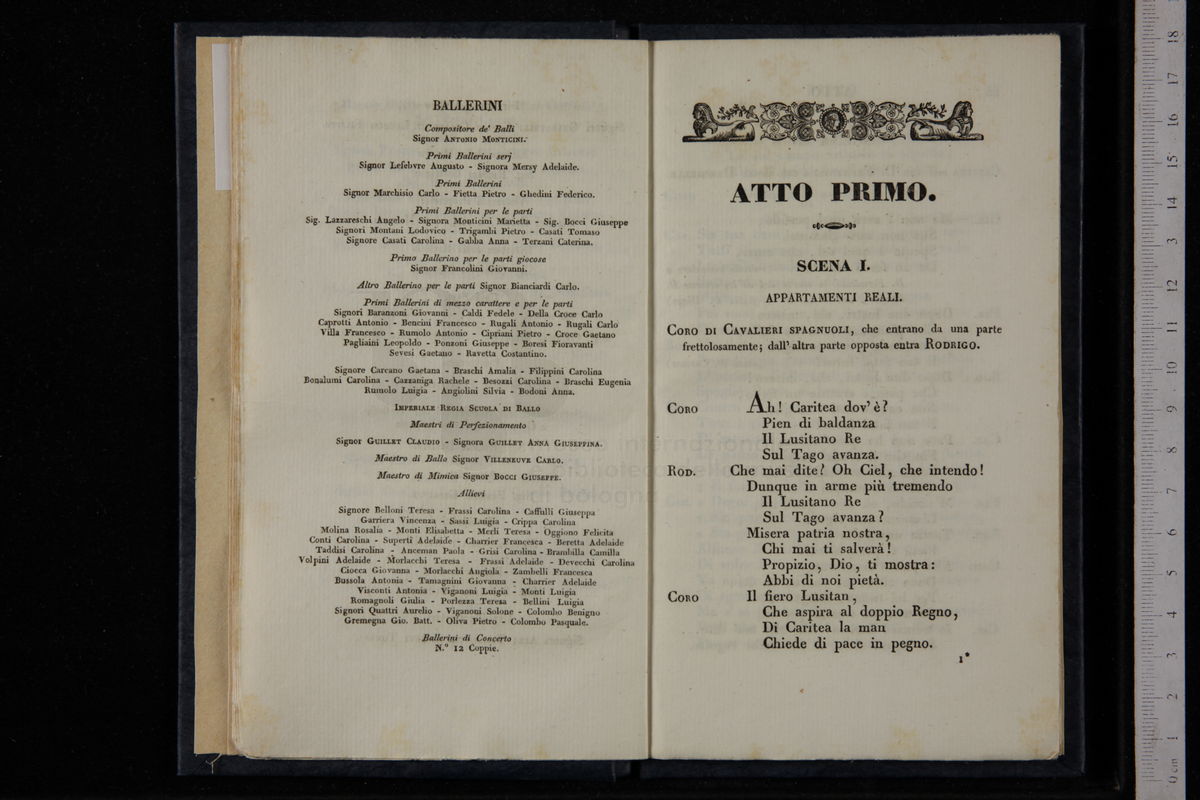 BALLERINI
Compositore de' Balli
Signor ANTONIO MONTICINI.
Primi Ballerini serj
Signor Lefebvre Augusto - Signora Mersy Adelaide.
Primi Ballerini
Signor Marchisio Carlo - Fietta Pietro - Ghedini Federico.
Primi Ballerini per le parti
Sig. Lazzareschi Angelo - Signora Monticini Marietta - Sig. Bocci Giuseppe
Signori Montani Lodovico - Trigambi Pietro - Casati Tomaso
Signore Casati Carolina - Gabba Anna - Terzani Caterina.
Primo Ballerino per le parti giocose
Signor Francolini Giovanni.
Altro Ballerino per le parti Signor Bianciardi Carlo.
Primi Ballerini di mezzo carattere e per le parti
Signori Baranzoni Giovanni - Caldi Fedele - Della Croce Carlo
Caprotti Antonio - Bencini Francesco - Rugali Antonio - Rugali Carlo
Villa Francesco - Rumolo Antonio - Cipriani Pietro - Croce Gaetano
Pagliaini Leopoldo - Ponzoni Giuseppe - Boresi Fioravanti
Sevesi Gaetano - Ravetta Costantino.
Signore Carcano Gaetana - Braschi Amalia - Filippini Carolina
Bonalumi Carolina - Cazzaniga Rachele - Besozzi Carolina - Braschi Eugenia
Rumolo Luigia - Angiolini Silvia - Bodoni Anna.
IMPERIALE REGIA SCUOLA DI BALLO
Maestri di Perfezionamento
Signor GUILLET CLAUDIO - Signora GUILLET ANNA GIUSEPPINA.
Maestro di Ballo Signor VILLENEUVE CARLO.
Maestro di Mimica Signor BOCCI GIUSEPPE.
Allievi
Signore Belloni Teresa - Frassi Carolina - Caffulli Giuseppa
Garriera Vincenza - Sassi Luigia - Crippa Carolina
Molina Rosalia - Monti Elisabetta - Merli Teresa - Oggiono Felicita
Conti Carolina - Superti Adelaide - Charrier Francesca - Beretta Adelaide
Taddisi Carolina - Anceman Paola - Grisi Carolina - Brambilla Camilla
Volpini Adelaide - Morlacchi Teresa - Frassi Adelaide - Devecchi Carolina
Ciocca Giovanna - Morlacchi Angiola - Zambelli Francesca
Bussola Antonia - Tamagnini Giovanna - Charrier Adelaide
Visconti Antonia - Viganoni Luigia - Monti Luigia
Romagnoli Giulia - Porlezza Teresa - Bellini Luigia
Signori Quattri Aurelio - Viganoni Solone - Colombo Benigno
Gremegna Gio. Batt. - Oliva Pietro - Colombo Pasquale.
Ballerini di Concerto
N.° 12 Coppie.
ATTO PRIMO.
SCENA I.
APPARTAMENTI REALI.
CORO DI CAVALIERI SPAGNUOLI, che entrano da una parte
frettolosamente; dall' altra parte opposta entra RODRIGO.
CORO Ah! Caritea dov' è?
Pien di baldanza
Il Lusitano Re
Sul Tago avanza.
ROD. Che mai dite? Oh Ciel, che intendo!
Dunque in arme più tremendo
Il Lusitano Re
Sul Tago avanza?
Misera patria nostra,
Chi mai ti salverà!
Propizio, Dio, ti mostra:
Abbi di noi pietà.
CORO Il fiero Lusitan,
Che aspira al doppio Regno,
Di Caritea la man
Chiede di pace in pegno.
1*